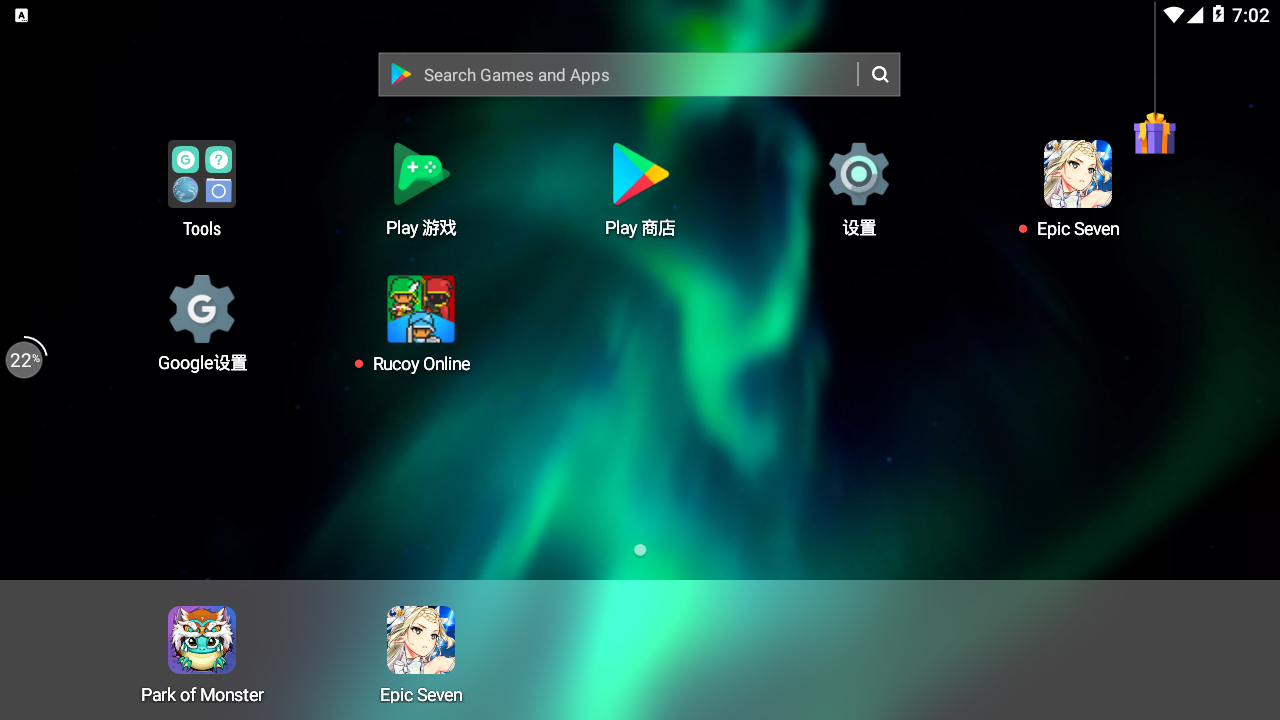 A
7:02
Search Games and Apps
Tools
Play 游戏
Play 商店
设置
Epic Seven
G
Google设置
Rucoy Online
22%
Park of Monster
Epic Seven